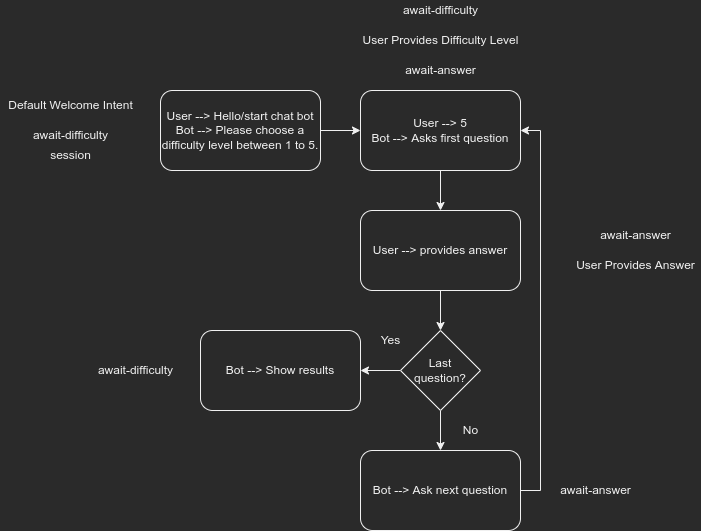 await-difficulty
User Provides Difficulty Level
await-answer
Default Welcome Intent
await-difficulty
session
User --> Hello/start chat bot
Bot --> Please choose a
difficulty level between 1 to 5.
User --> 5
Bot --> Asks first question
User --> provides answer
await-answer
User Provides Answer
Yes
Last
question?
Bot --> Show results
await-difficulty
No
Bot --> Ask next question
await-answer